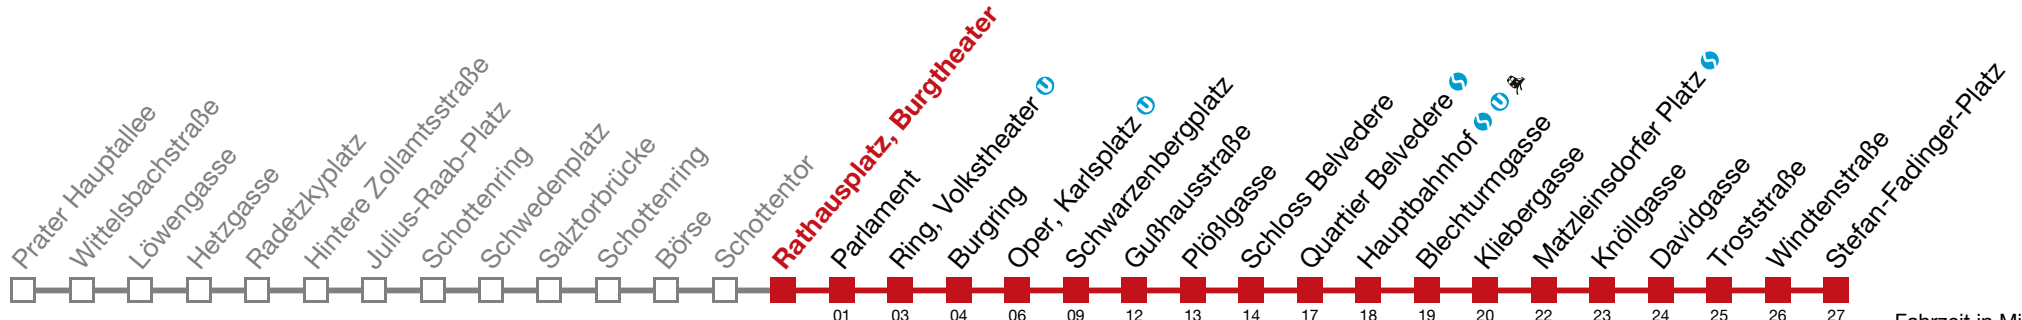 Prater Hauptallee
Wittelsbachstraße
Löwengasse
Hetzgasse
Radetzkyplatz
Hintere Zollamtsstraße
Julius-Raab-Platz
Schottenring
Schwedenplatz
Salztorbrücke
Schottenring
Börse
Schottentor
Rathausplatz, Burgtheater
Parlament
Ring, Volkstheater U
Burgring
Oper, Karlsplatz U
Schwarzenbergplatz
Gußhausstraße
Plößlgasse
Schloss Belvedere
Quartier Belvedere S
Hauptbahnhof S U
Blechturmgasse
Kliebergasse
Matzleinsdorfer Platz S
Knöllgasse
Davidgasse
Troststraße
Windtenstraße
Stefan-Fadinger-Platz
01 03 04 06 09 12 13 14 17 18 19 20 22 23 24 25 26 27
Fahrzeit in